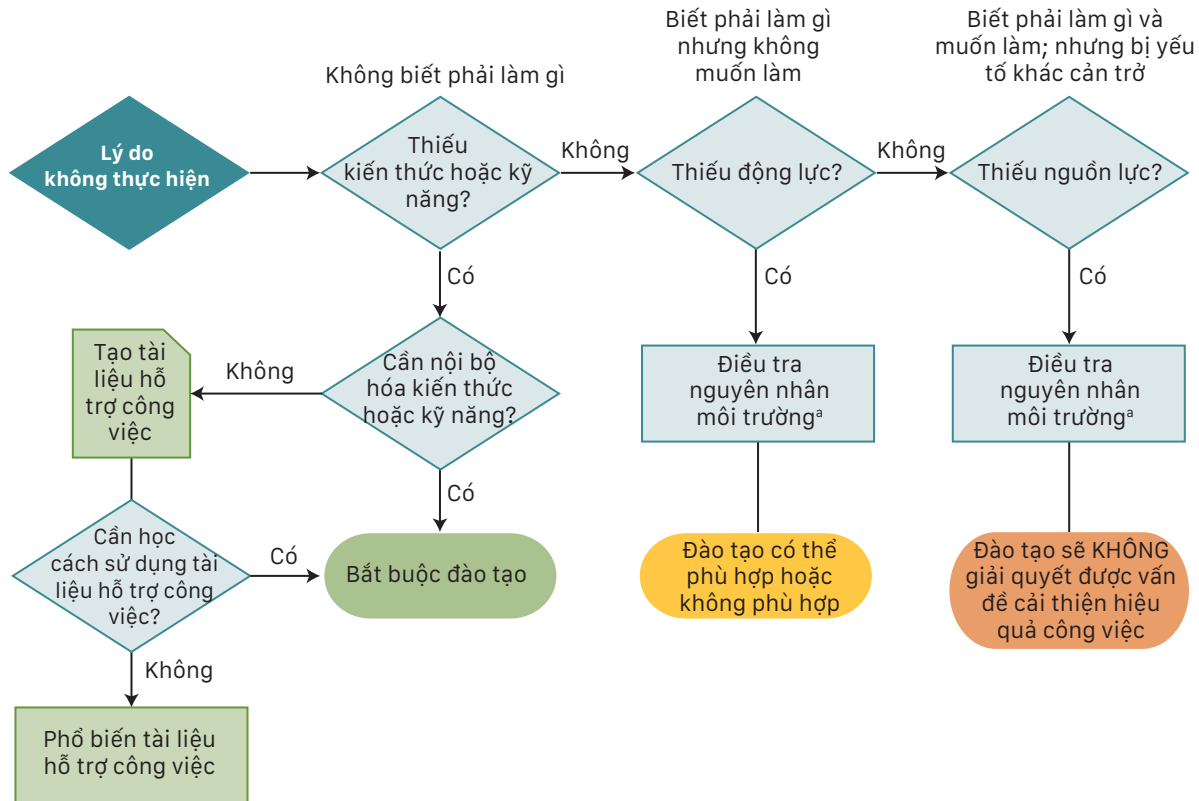 Không biết phải làm gì
Biết phải làm gì
nhưng không
muốn làm
Biết phải làm gì và
muốn làm; nhưng bị yếu
tố khác cản trở
Lý do
không thực hiện
Thiếu
kiến thức hoặc kỹ
năng?
Không
Thiếu động lực?
Không
Thiếu nguồn lực?
Có
Có
Có
Tạo tài
liệu hỗ
trợ công
việc
Không
Cần nội bộ
hóa kiến thức
hoặc kỹ năng?
Điều tra
nguyên nhân
môi trườngᵃ
Điều tra
nguyên nhân
môi trườngᵃ
Có
Cần học
cách sử dụng tài
liệu hỗ trợ công
việc?
Có
Bắt buộc đào tạo
Đào tạo có thể
phù hợp hoặc
không phù hợp
Đào tạo sẽ KHÔNG
giải quyết được vấn
đề cải thiện hiệu
quả công việc
Không
Phổ biến tài liệu
hỗ trợ công việc